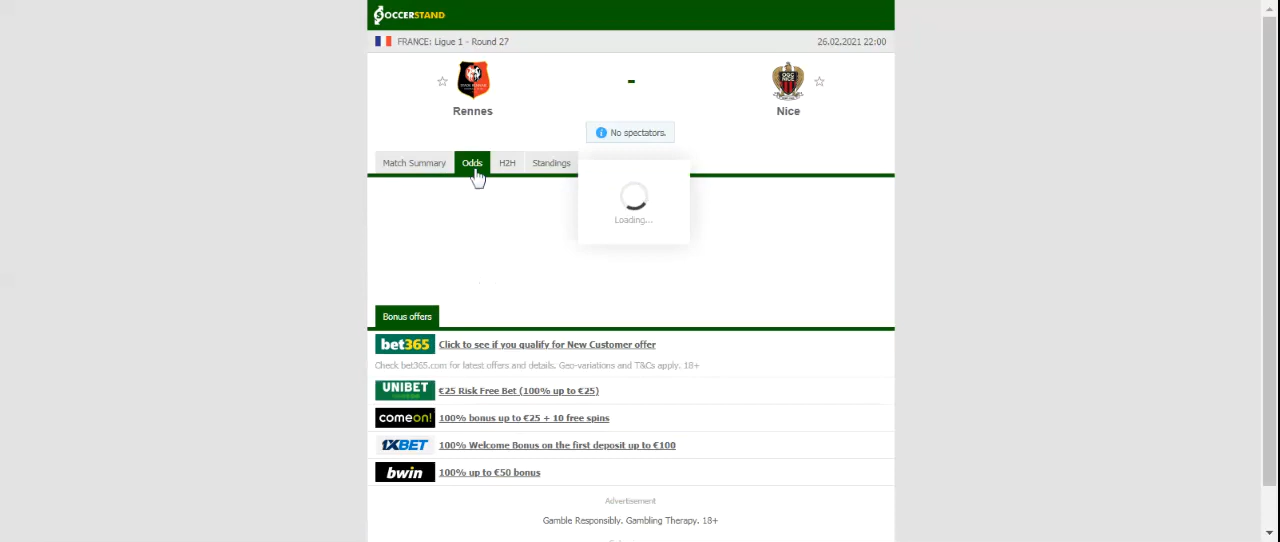 SOCCERSTAND
FRANCE: Ligue 1 - Round 27 26.02.2021 22:00
-
Rennes Nice
No spectators.
Match Summary Odds H2H Standings
Loading...
Bonus offers
bet365 Click to see if you qualify for New Customer offer
Check bet365.com for latest offers and details. Geo-variations and T&Cs apply. 18+
UNIBET €25 Risk Free Bet (100% up to €25)
comeon! 100% bonus up to €25 + 10 free spins
1XBET 100% Welcome Bonus on the first deposit up to €100
bwin 100% up to €50 bonus
Advertisement
Gamble Responsibly. Gambling Therapy. 18+